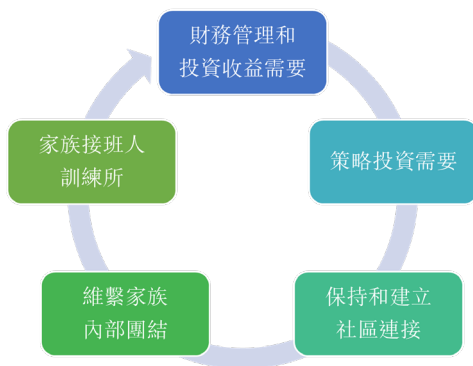 財務管理和
投資收益需要
策略投資需要
保持和建立
社區連接
維繫家族
內部團結
家族接班人
訓練所